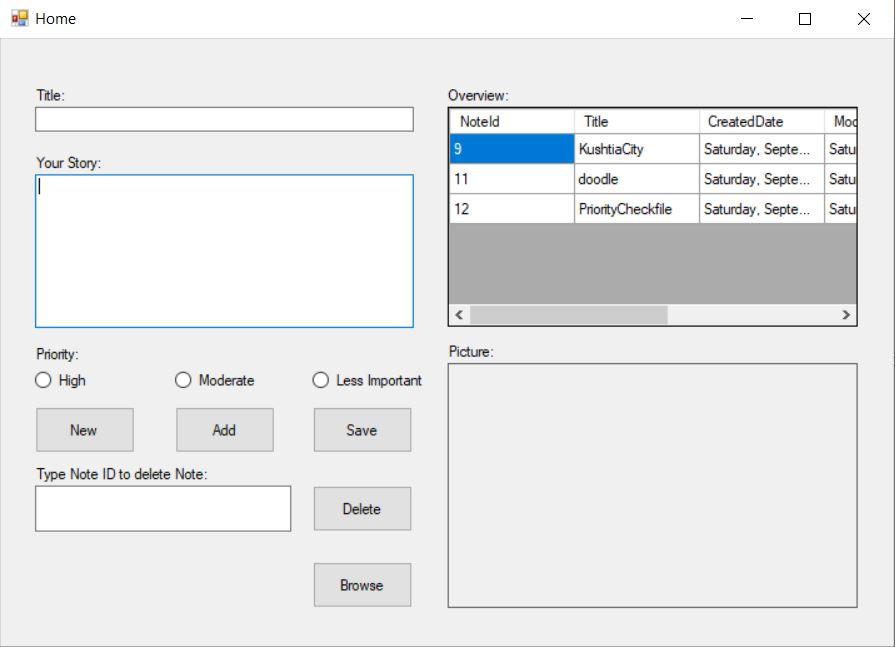 Home
Title:
Your Story:
Priority:
High Moderate Less Important
New Add Save
Type Note ID to delete Note:
Delete
Browse
Overview:
NoteId Title CreatedDate Moc
9 KushtiaCity Saturday, Septe... Satu
11 doodle Saturday, Septe... Satu
12 PriorityCheckfile Saturday, Septe... Satu
Picture: